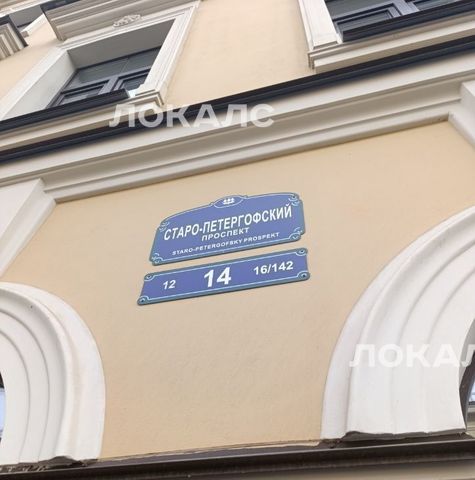 ЛОКАЛС
СТАРО-ПЕТЕРГОФСКИЙ
ПРОСПЕКТ
STARO-PETERGOFSKY PROSPEKT
12 14 16/142
ЛОКАЛС